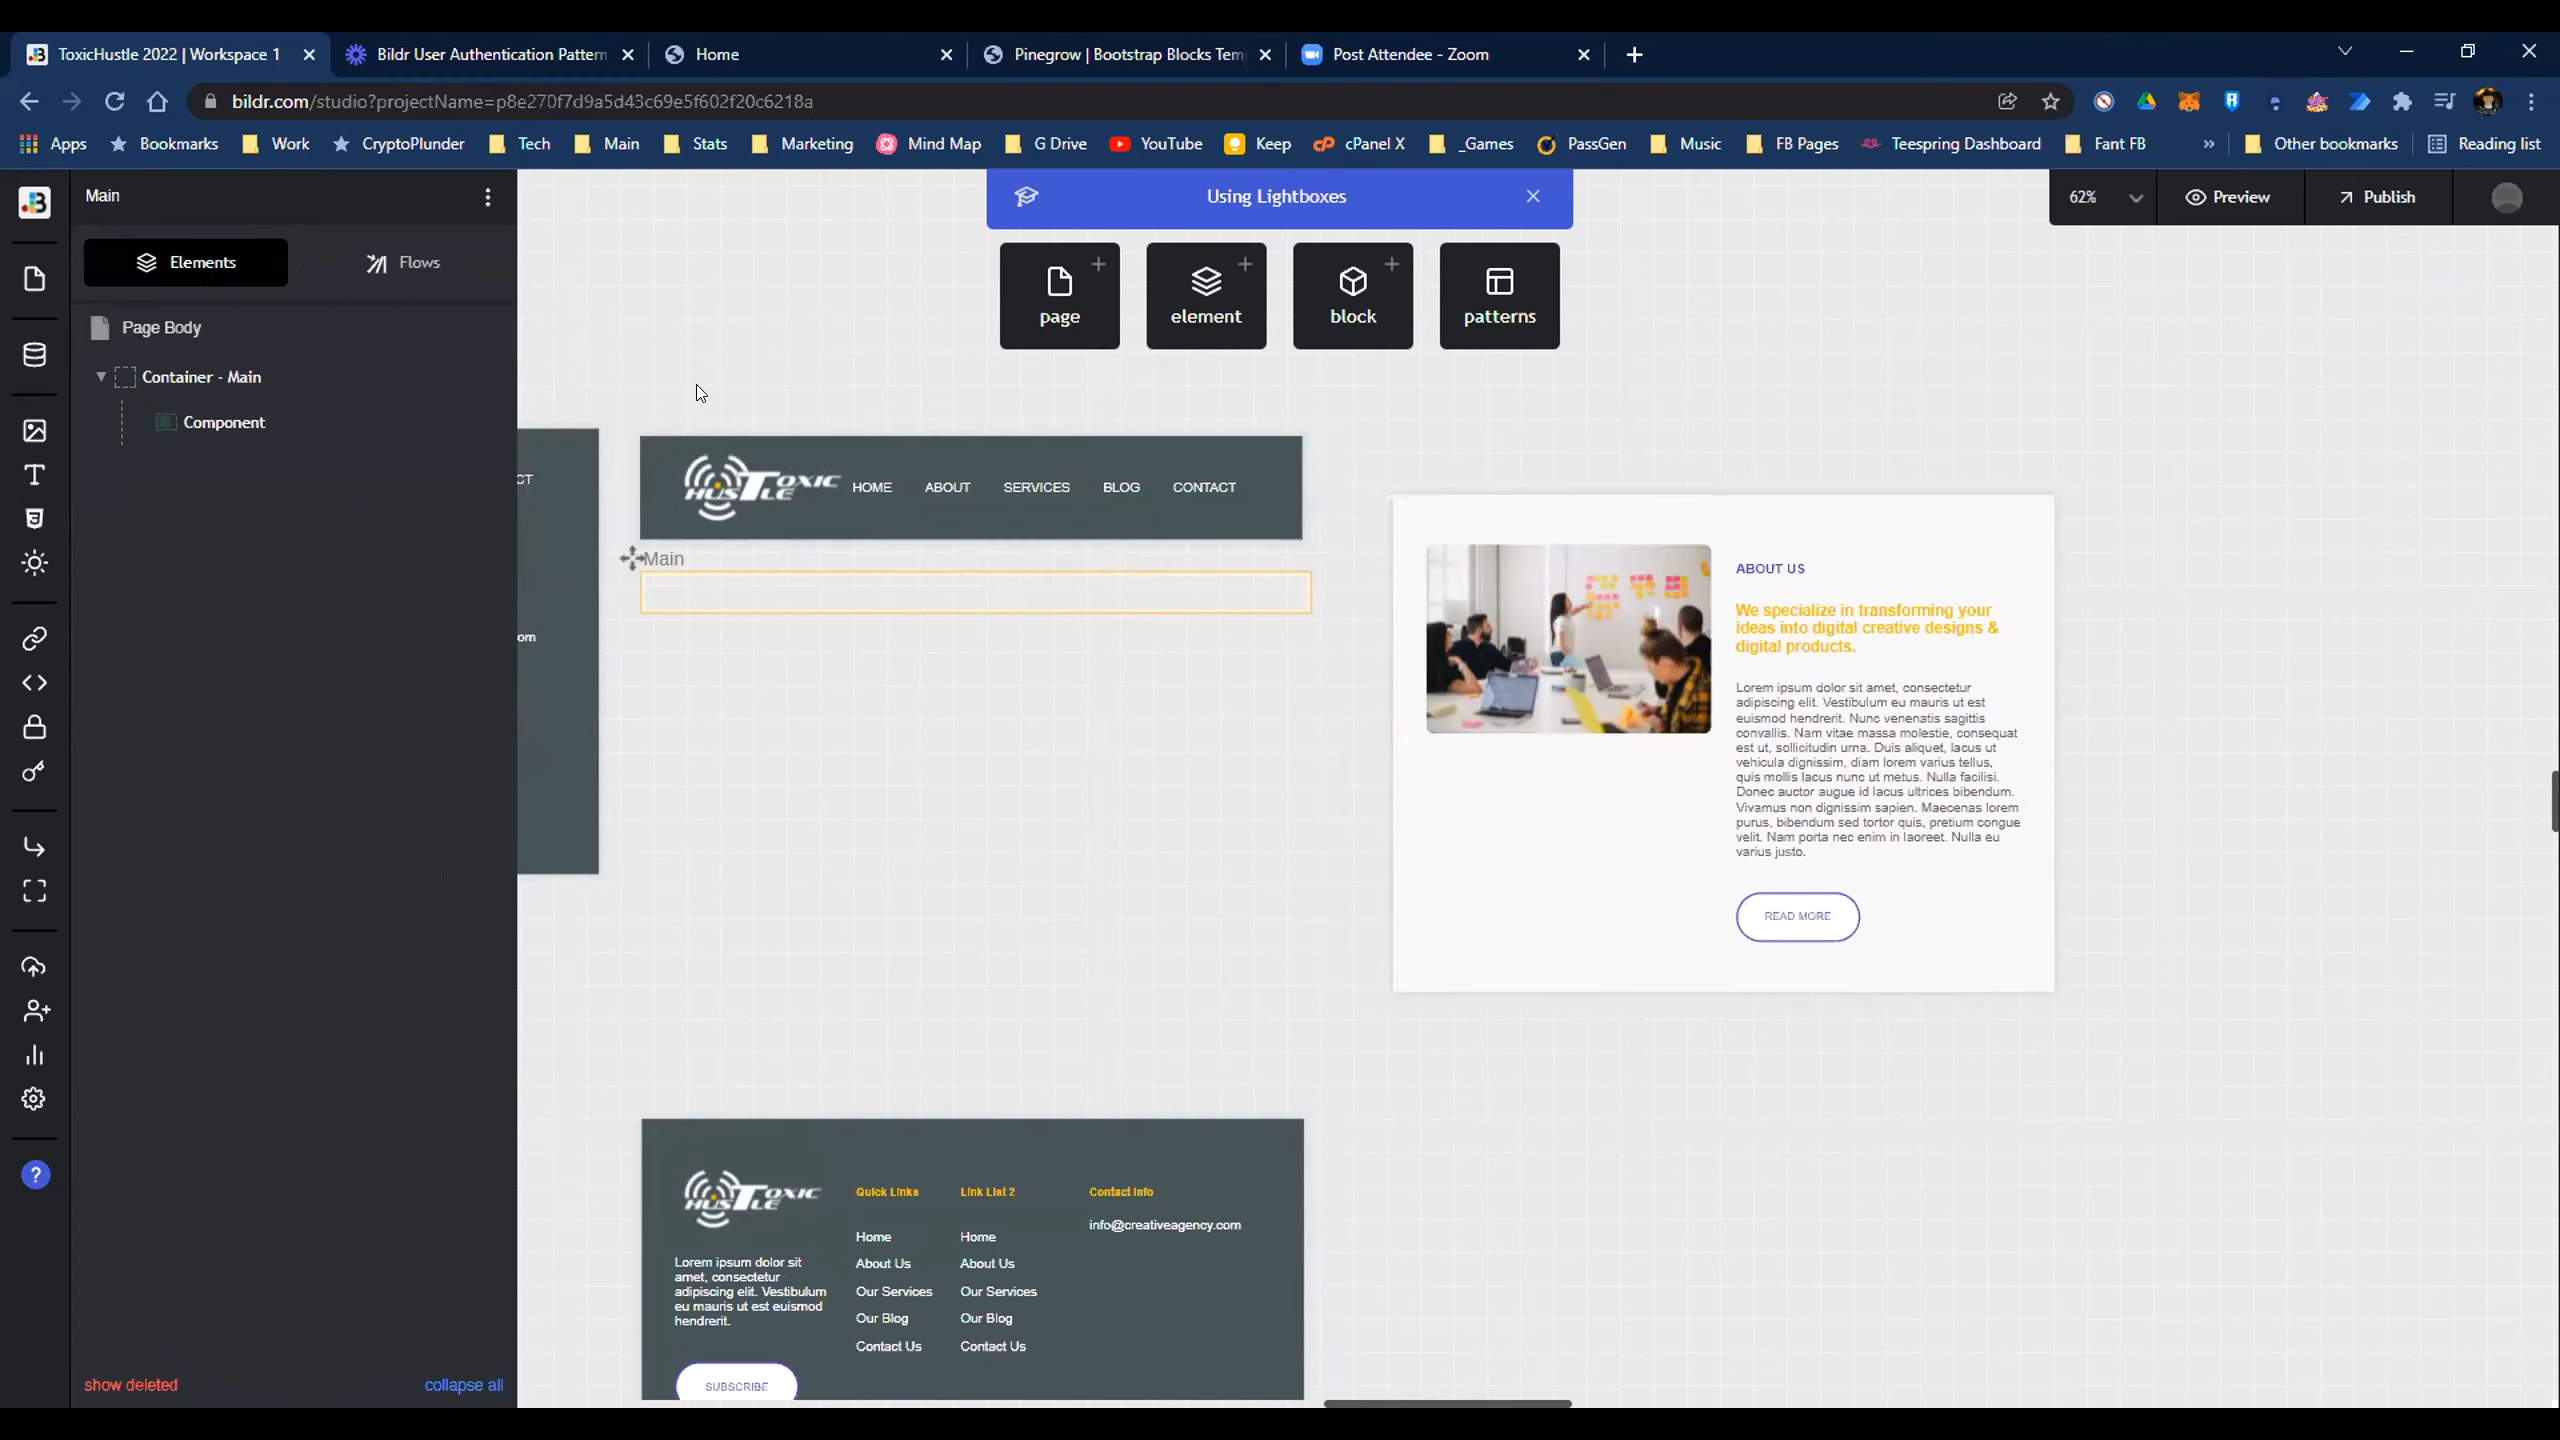 ToxicHustle 2022 | Workspace 1
Bildr User Authentication Pattern
Home
Pinegrow | Bootstrap Blocks Tem
Post Attendee - Zoom
bildr.com/studio?projectName=p8e270f7d9a5d43c69e5f602f20c6218a
Apps
Bookmarks
Work
CryptoPlunder
Tech
Main
Stats
Marketing
Mind Map
G Drive
YouTube
Keep
cPanel X
_Games
PassGen
Music
FB Pages
Teespring Dashboard
Fant FB
»
Other bookmarks
Reading list
Main
Using Lightboxes
62%
Preview
Publish
Elements
Flows
page
element
block
patterns
Page Body
Container - Main
Component
CT
om
TOXIC
HUSTLE
HOME
ABOUT
SERVICES
BLOG
CONTACT
Main
ABOUT US
We specialize in transforming your
ideas into digital creative designs &
digital products.
Lorem ipsum dolor sit amet, consectetur
adipiscing elit. Vestibulum eu mauris ut est
euismod hendrerit. Nunc venenatis sagittis
convallis. Nam vitae massa molestie, consequat
est ut, sollicitudin urna. Duis aliquet, lacus ut
vehicula dignissim, diam lorem varius tellus,
quis mollis lacus nunc ut metus. Nulla facilisi.
Donec auctor augue id lacus ultrices bibendum.
Vivamus non dignissim sapien. Maecenas lorem
purus, bibendum sed tortor quis, pretium congue
velit. Nam porta nec enim in laoreet. Nulla eu
varius justo.
READ MORE
TOXIC
HUSTLE
Lorem ipsum dolor sit
amet, consectetur
adipiscing elit. Vestibulum
eu mauris ut est euismod
hendrerit.
SUBSCRIBE
Quick Links
Home
About Us
Our Services
Our Blog
Contact Us
Link List 2
Home
About Us
Our Services
Our Blog
Contact Us
Contact Info
info@creativeagency.com
?
show deleted
collapse all